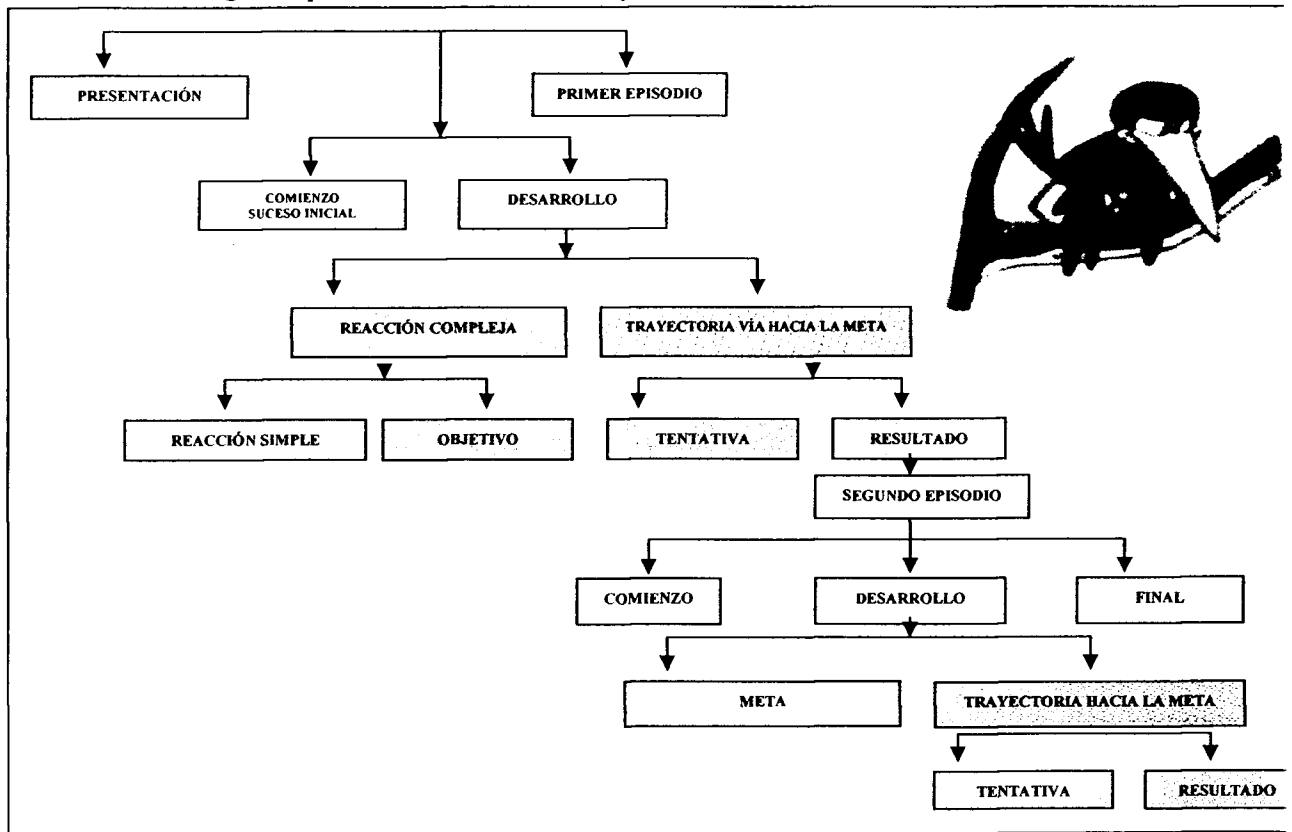 PRESENTACIÓN
PRIMER EPISODIO
COMIENZO
SUCESO INICIAL
DESARROLLO
REACCIÓN COMPLEJA
TRAYECTORIA VÍA HACIA LA META
REACCIÓN SIMPLE
OBJETIVO
TENTATIVA
RESULTADO
SEGUNDO EPISODIO
COMIENZO
DESARROLLO
FINAL
META
TRAYECTORIA HACIA LA META
TENTATIVA
RESULTADO